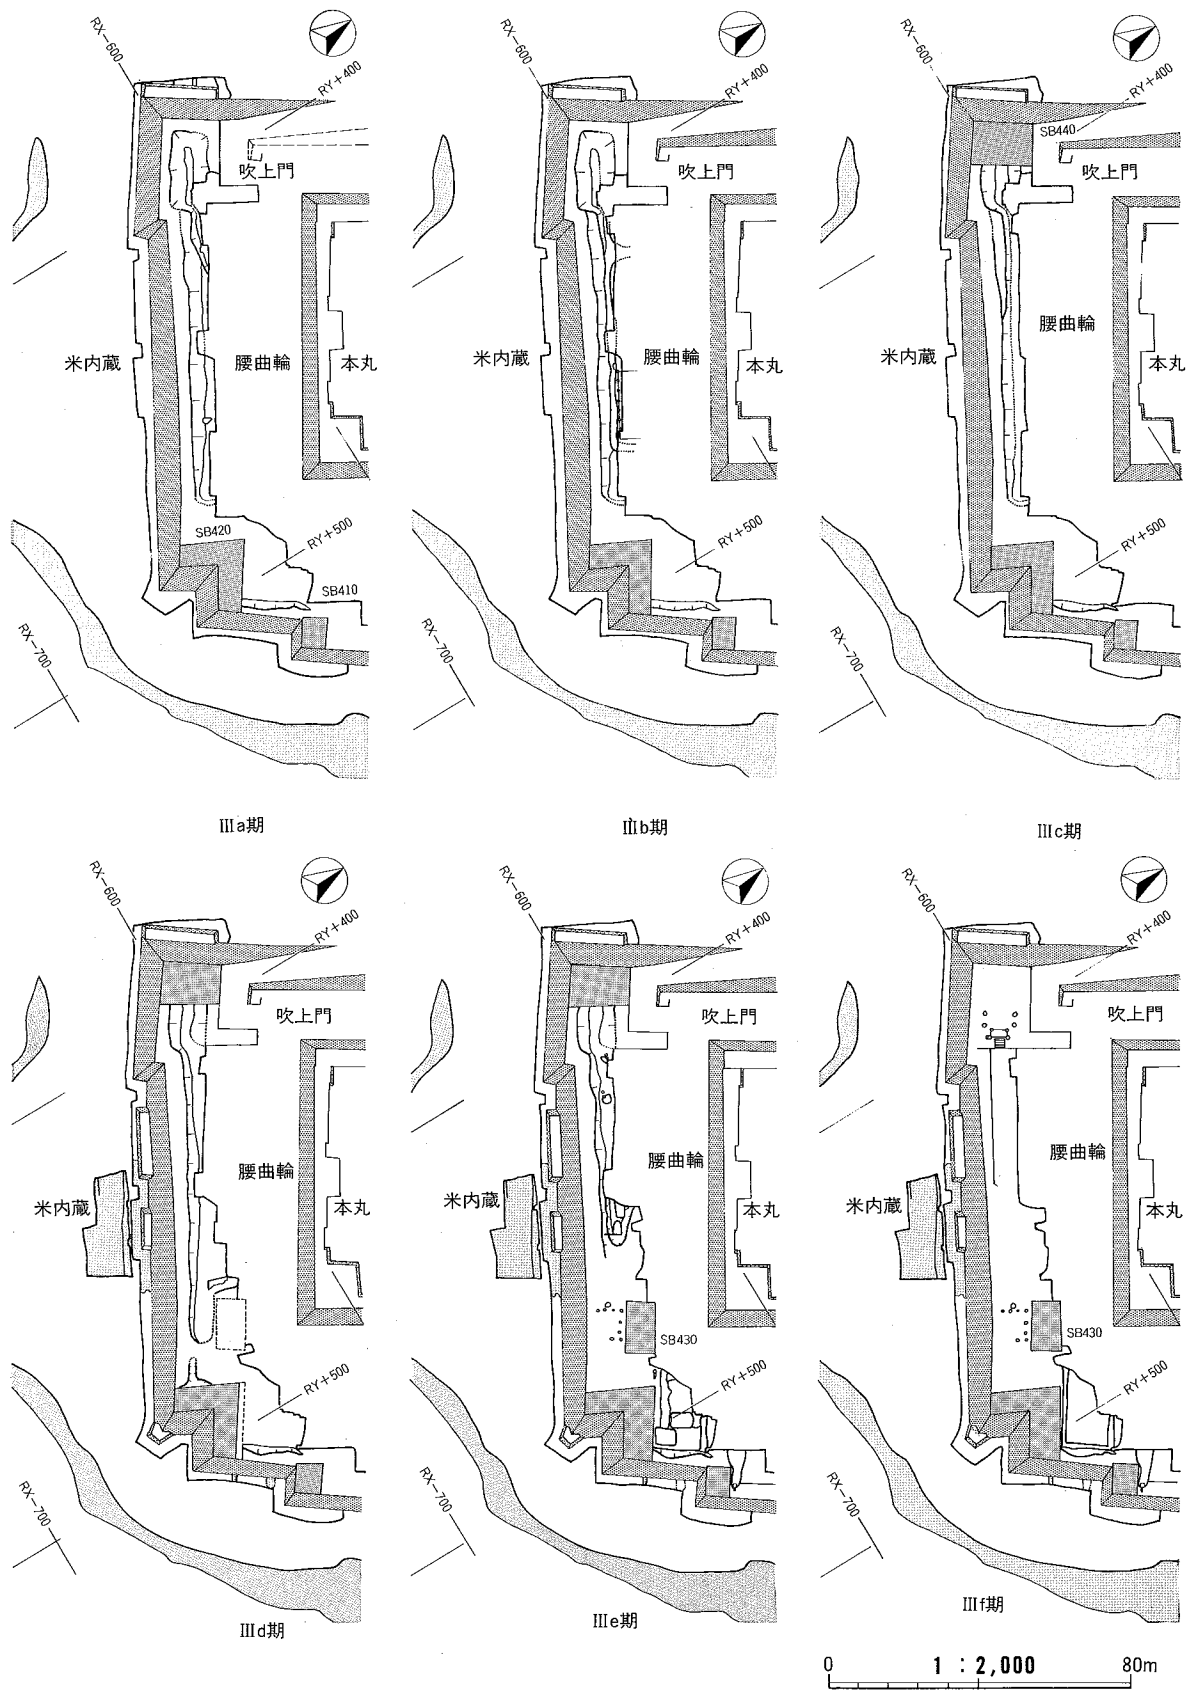 RX−600
RY+400
吹上門
米内蔵
腰曲輪
本丸
SB420
RY+500
SB410
RX−700
Ⅲa期
RX−600
RY+400
吹上門
米内蔵
腰曲輪
本丸
RY+500
RX−700
Ⅲb期
RX−600
RY+400
SB440
吹上門
腰曲輪
米内蔵
本丸
RY+500
RX−700
Ⅲc期
RX−600
RY+400
吹上門
腰曲輪
米内蔵
本丸
RY+500
RX−700
Ⅲd期
RX−600
RY+400
吹上門
腰曲輪
米内蔵
本丸
SB430
RY+500
RX−700
Ⅲe期
RX−600
RY+400
吹上門
腰曲輪
米内蔵
本丸
SB430
RY+500
RX−700
Ⅲf期
0 1:2,000 80m